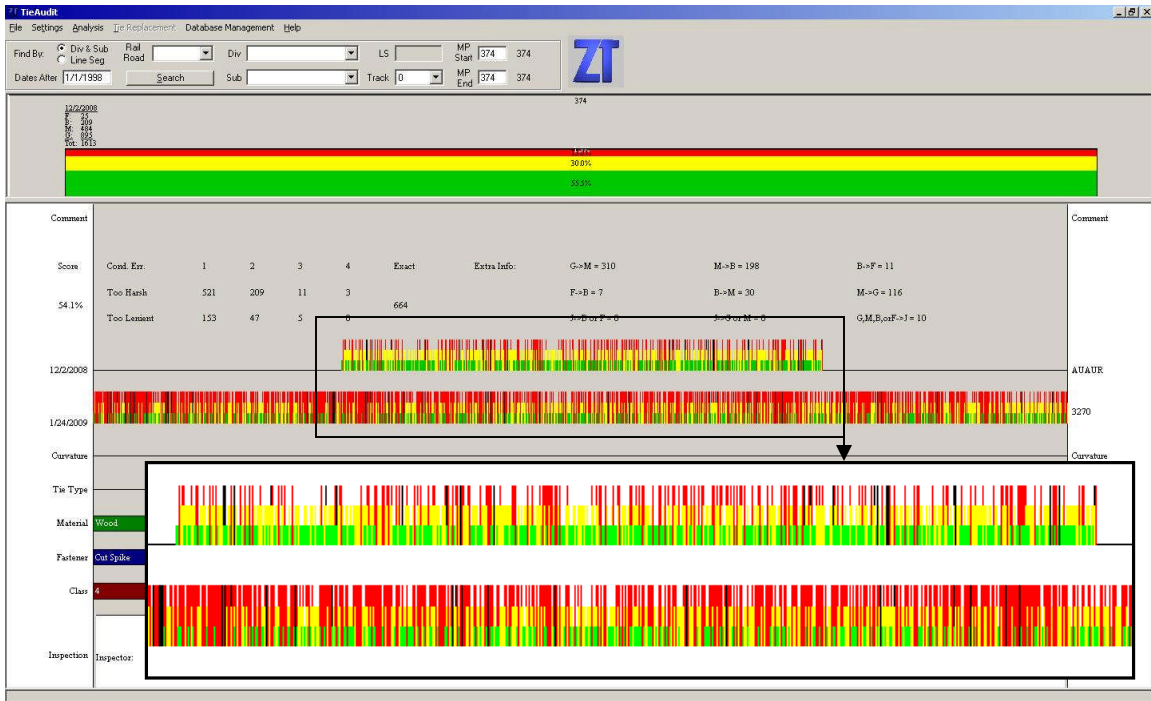 ZT TieAudit
File Settings Analysis Tie Replacement Database Management Help
Find By: Div & Sub Rail Road Div LS MP Start 374 374
Line Seg
Dates After 1/1/1998 Search Sub Track 0 MP End 374 374
ZT
374
12/2/2008
F: 25
B: 209
M: 484
G: 895
Tot: 1613
30.0%
55.5%
Comment Comment
Score Cond. Err. 1 2 3 4 Exact Extra Info: G->M = 310 M->B = 198 B->F = 11
Too Harsh 521 209 11 3 F->B = 7 B->M = 30 M->G = 116
54.1% 664
Too Lenient 153 47 5
G,M,B,orF->J = 10
12/2/2008 AUAUR
1/24/2009 3270
Curvature Curvature
Tie Type
Material Wood
Fastener Cut Spike
Class 4
Inspection Inspector: